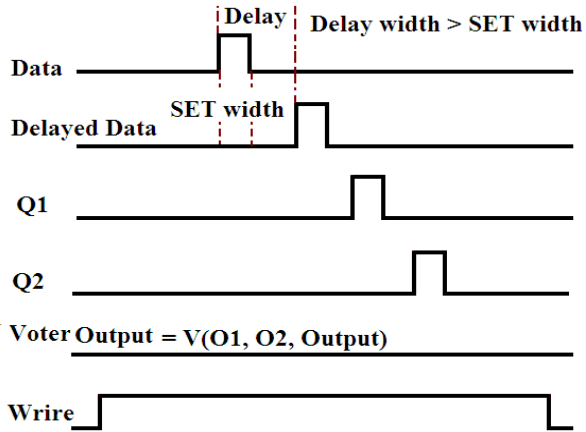 Delay
Delay width > SET width
Data
SET width
Delayed Data
Q1
Q2
Voter Output = V(O1, O2, Output)
Wrire